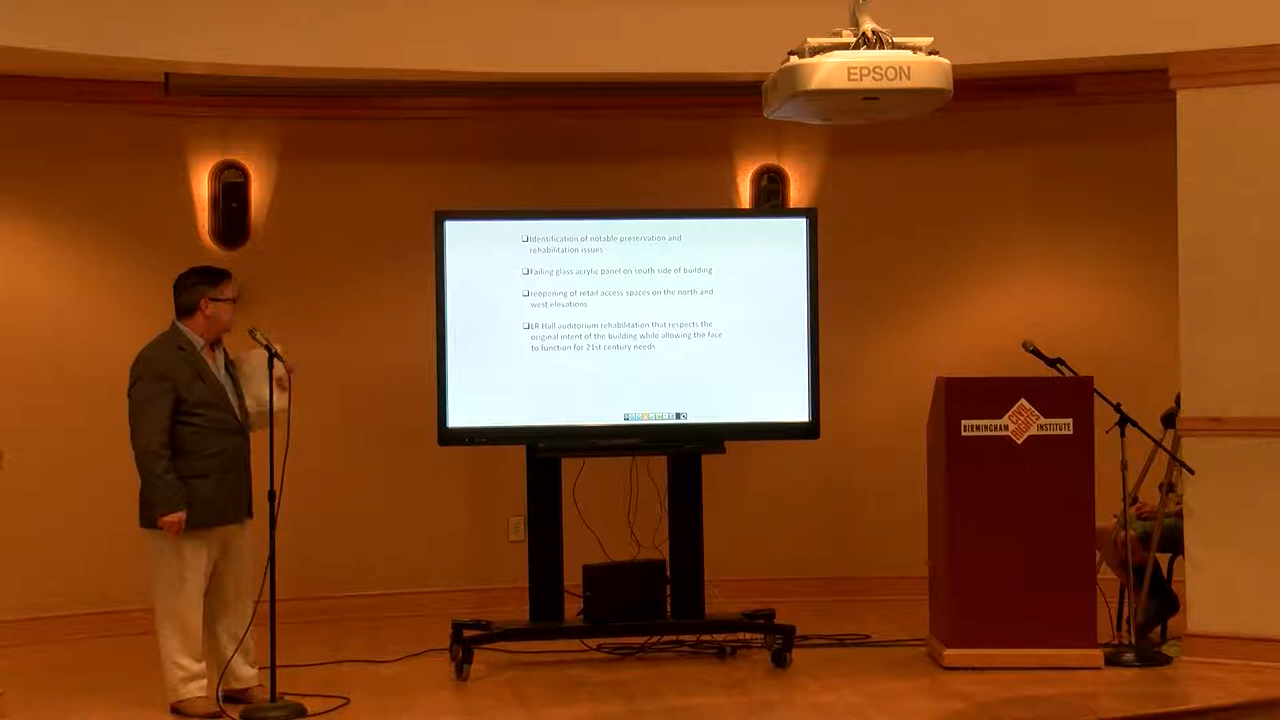 EPSON
❑Identification of notable preservation and
rehabilitation issues
❑Failing glass acrylic panel on south side of building
❑reopening of retail access spaces on the north and
west elevations
❑LR Hall auditorium rehabilitation that respects the
original intent of the building while allowing the face
to function for 21st century needs
BIRMINGHAM CIVIL RIGHTS INSTITUTE